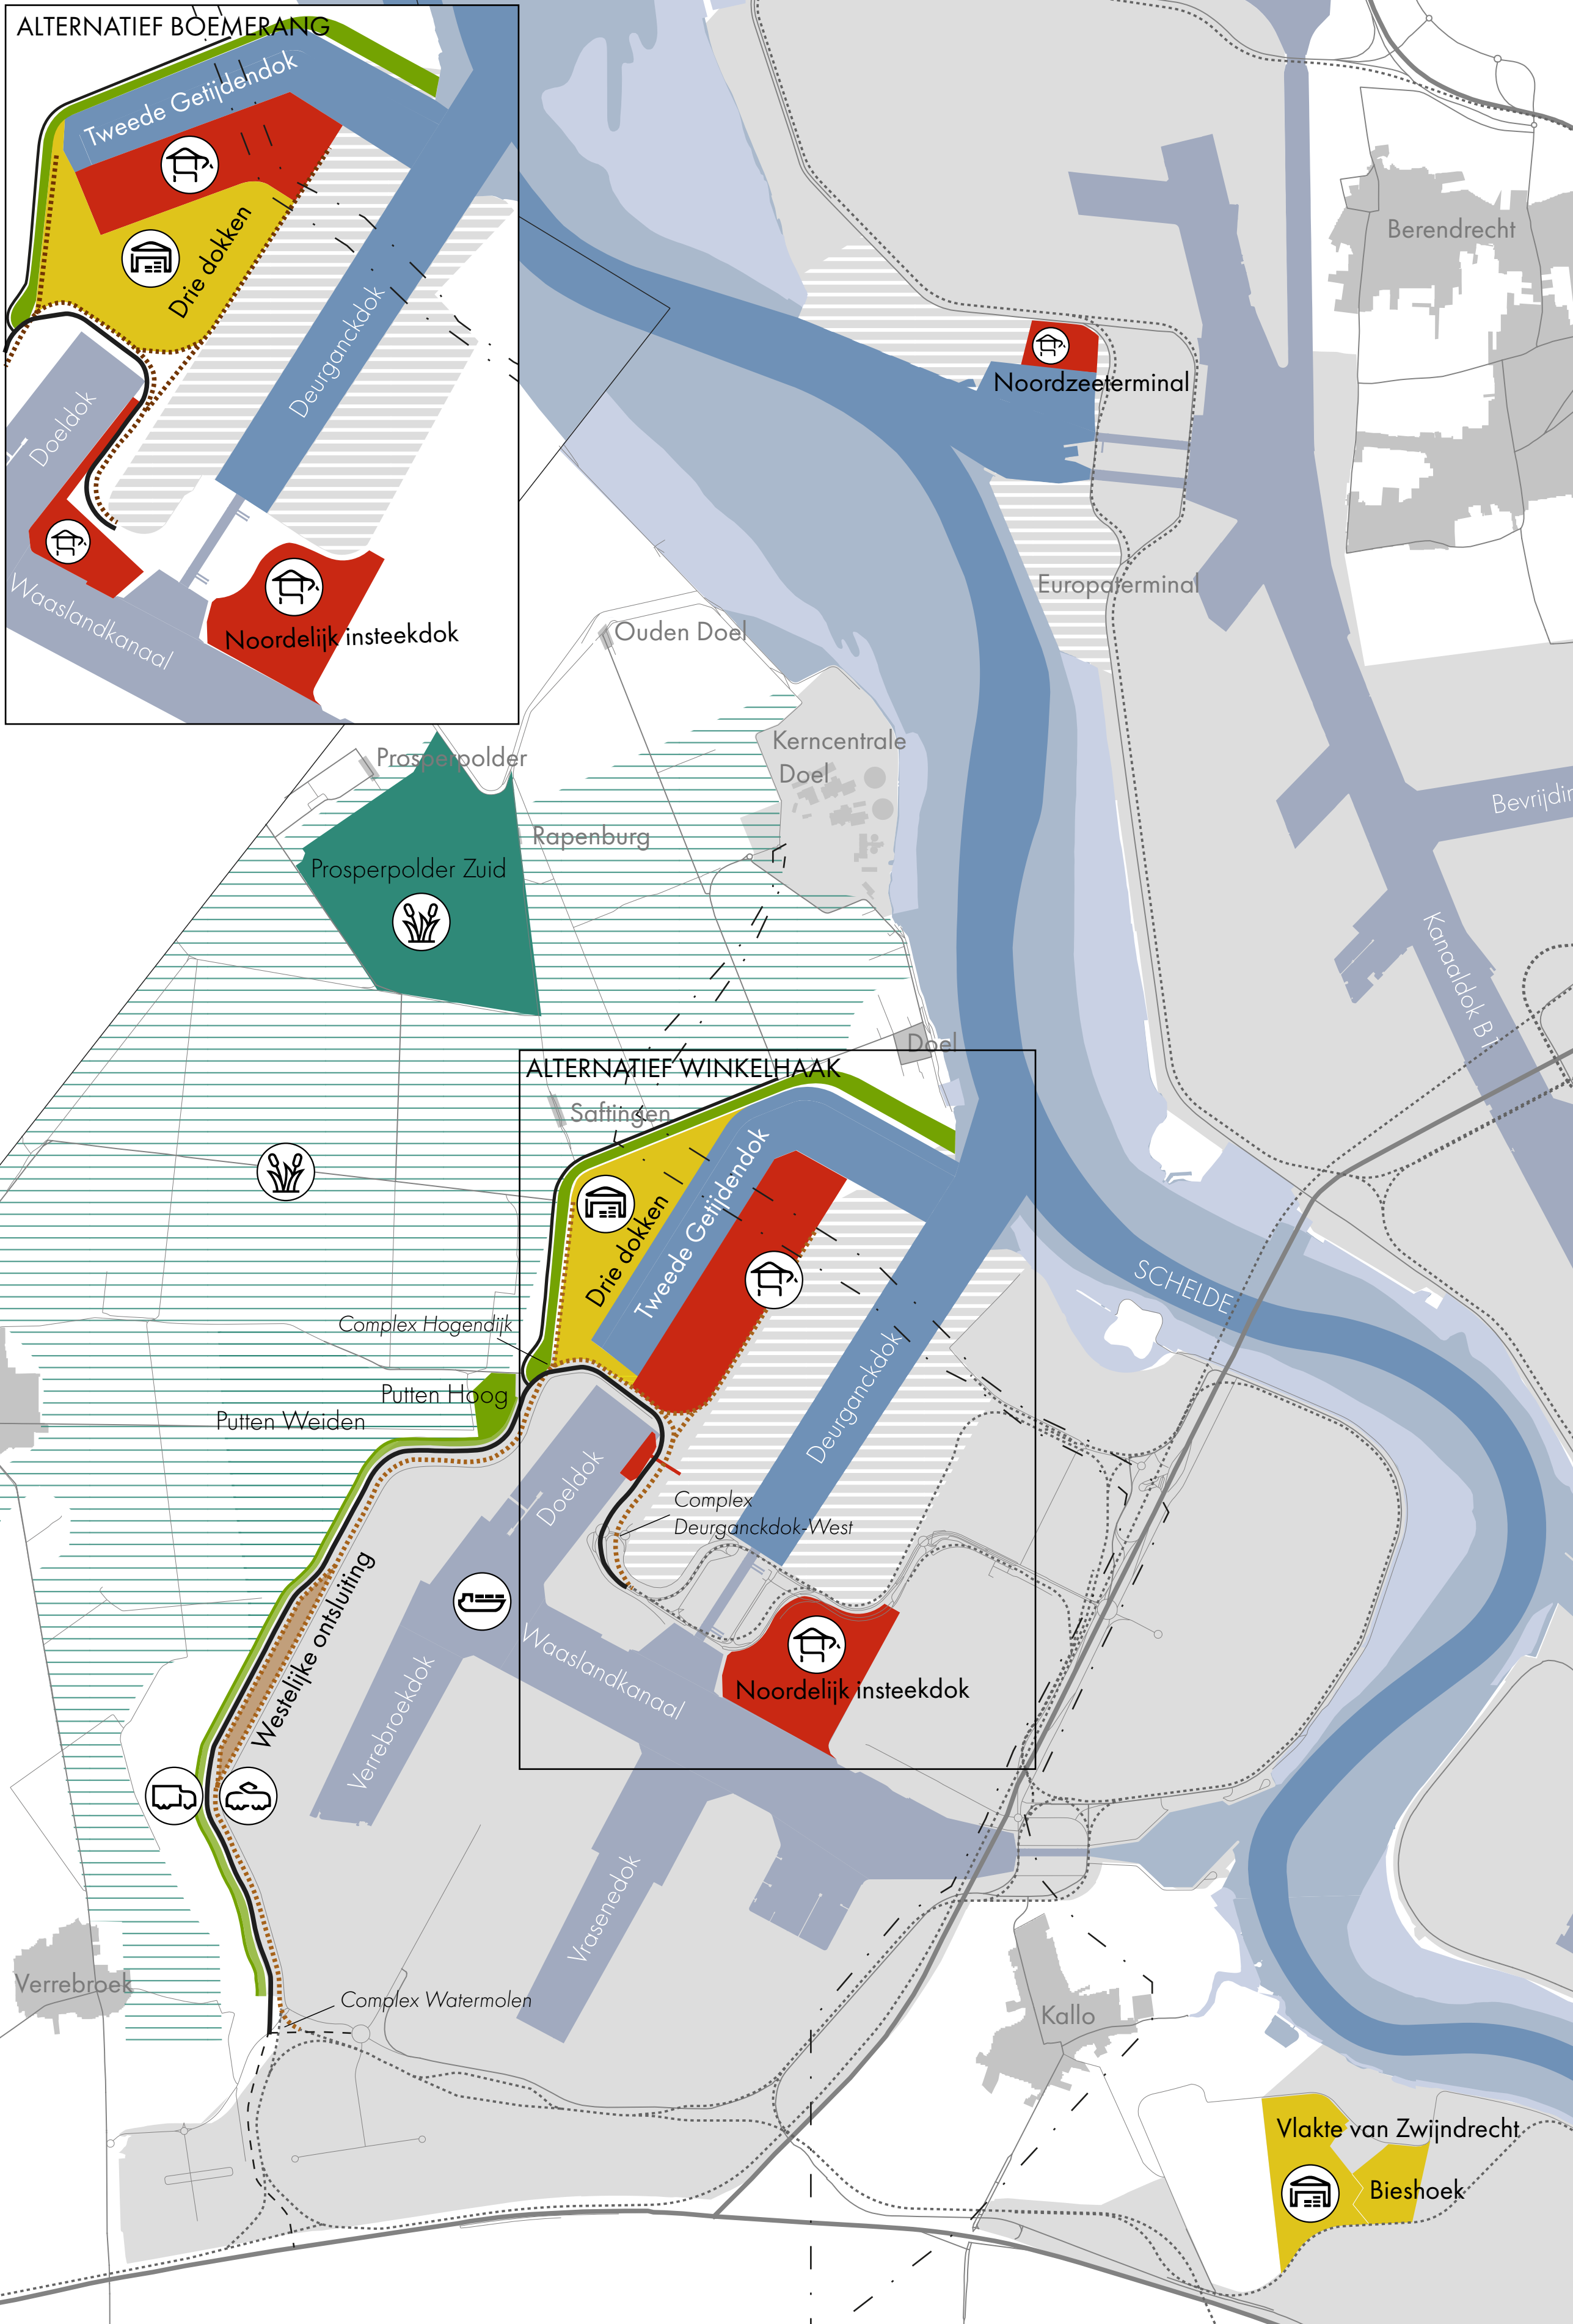 ALTERNATIEF BOEMERANG
Tweede Getijdendok
Drie dokken
Deurganckdok
Doeldok
Waaslandkanaal
Noordelijk insteekdok
Berendrecht
Noordzeeterminal
Europaterminal
Ouden Doel
Kerncentrale
Doel
Prosperpolder
Rapenburg
Prosperpolder Zuid
Kanaaldok B1
Doel
ALTERNATIEF WINKELHAAK
Saftingen
Tweede Getijdendok
Drie dokken
SCHELDE
Complex Hogendijk
Deurganckdok
Putten Hoog
Putten Weiden
Doeldok
Complex
Deurganckdok-West
Westelijke ontsluiting
Waaslandkanaal
Verrebroekdok
Noordelijk insteekdok
Vrasenedok
Verrebroek
Complex Watermolen
Kallo
Vlakte van Zwijndrecht
Bieshoek